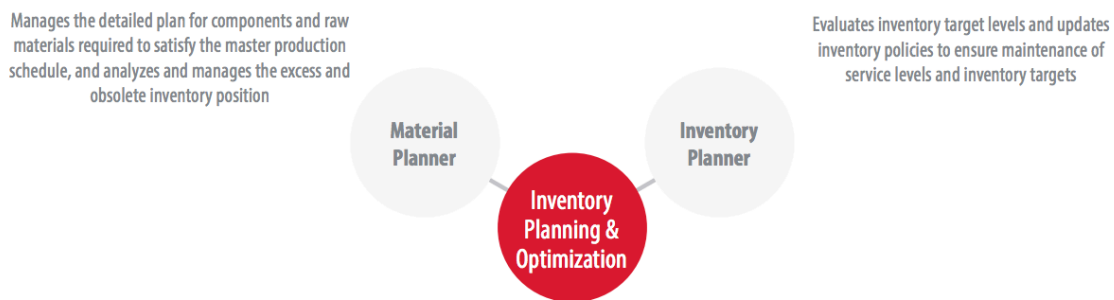 Manages the detailed plan for components and raw
materials required to satisfy the master production
schedule, and analyzes and manages the excess and
obsolete inventory position
Evaluates inventory target levels and updates
inventory policies to ensure maintenance of
service levels and inventory targets
Material
Planner
Inventory
Planner
Inventory
Planning &
Optimization